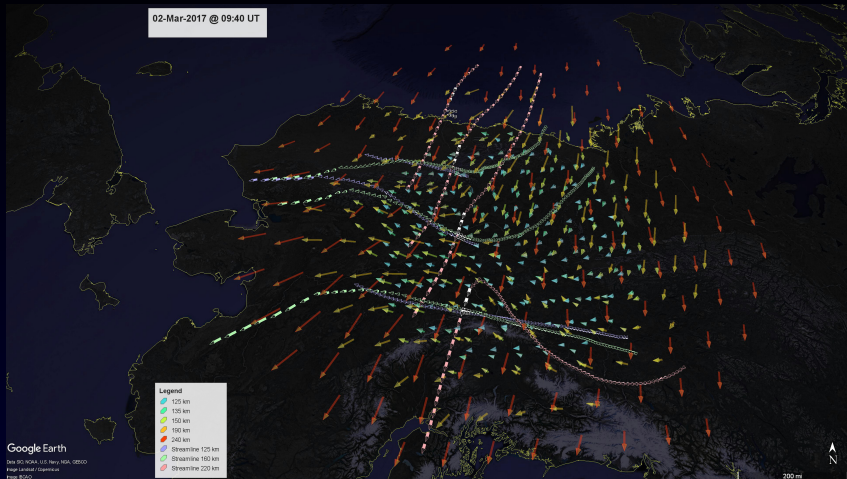 02-Mar-2017 @ 09:40 UT
Legend
125 km
135 km
150 km
190 km
240 km
Streamline 125 km
Streamline 160 km
Streamline 220 km
Google Earth
Data SIO, NOAA, U.S. Navy, NGA, GEBCO
Image Landsat / Copernicus
Image IBCAO
N
200 mi